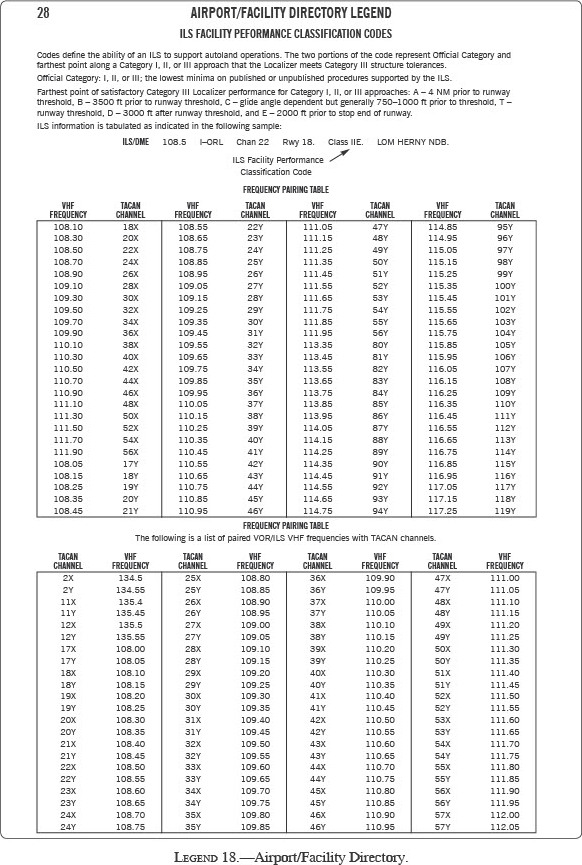 28 AIRPORT/FACILITY DIRECTORY LEGEND
ILS FACILITY PEFORMANCE CLASSIFICATION CODES
Codes define the ability of an ILS to support autoland operations. The two portions of the code represent Official Category and
farthest point along a Category I, II, or III approach that the Localizer meets Category III structure tolerances.
Official Category: I, II, or III; the lowest minima on published or unpublished procedures supported by the ILS.
Farthest point of satisfactory Category III Localizer performance for Category I, II, or III approaches: A – 4 NM prior to runway
threshold, B – 3500 ft prior to runway threshold, C – glide angle dependent but generally 750–1000 ft prior to threshold, T –
runway threshold, D – 3000 ft after runway threshold, and E – 2000 ft prior to stop end of runway.
ILS information is tabulated as indicated in the following sample:
ILS/DME 108.5 I–ORL Chan 22 Rwy 18. Class IIE. LOM HERNY NDB.
ILS Facility Performance
Classification Code
FREQUENCY PAIRING TABLE
VHF TACAN VHF TACAN VHF TACAN VHF TACAN
FREQUENCY CHANNEL FREQUENCY CHANNEL FREQUENCY CHANNEL FREQUENCY CHANNEL
108.10 18X 108.55 22Y 111.05 47Y 114.85 95Y
108.30 20X 108.65 23Y 111.15 48Y 114.95 96Y
108.50 22X 108.75 24Y 111.25 49Y 115.05 97Y
108.70 24X 108.85 25Y 111.35 50Y 115.15 98Y
108.90 26X 108.95 26Y 111.45 51Y 115.25 99Y
109.10 28X 109.05 27Y 111.55 52Y 115.35 100Y
109.30 30X 109.15 28Y 111.65 53Y 115.45 101Y
109.50 32X 109.25 29Y 111.75 54Y 115.55 102Y
109.70 34X 109.35 30Y 111.85 55Y 115.65 103Y
109.90 36X 109.45 31Y 111.95 56Y 115.75 104Y
110.10 38X 109.55 32Y 113.35 80Y 115.85 105Y
110.30 40X 109.65 33Y 113.45 81Y 115.95 106Y
110.50 42X 109.75 34Y 113.55 82Y 116.05 107Y
110.70 44X 109.85 35Y 113.65 83Y 116.15 108Y
110.90 46X 109.95 36Y 113.75 84Y 116.25 109Y
111.10 48X 110.05 37Y 113.85 85Y 116.35 110Y
111.30 50X 110.15 38Y 113.95 86Y 116.45 111Y
111.50 52X 110.25 39Y 114.05 87Y 116.55 112Y
111.70 54X 110.35 40Y 114.15 88Y 116.65 113Y
111.90 56X 110.45 41Y 114.25 89Y 116.75 114Y
108.05 17Y 110.55 42Y 114.35 90Y 116.85 115Y
108.15 18Y 110.65 43Y 114.45 91Y 116.95 116Y
108.25 19Y 110.75 44Y 114.55 92Y 117.05 117Y
108.35 20Y 110.85 45Y 114.65 93Y 117.15 118Y
108.45 21Y 110.95 46Y 114.75 94Y 117.25 119Y
FREQUENCY PAIRING TABLE
The following is a list of paired VOR/ILS VHF frequencies with TACAN channels.
TACAN VHF TACAN VHF TACAN VHF TACAN VHF
CHANNEL FREQUENCY CHANNEL FREQUENCY CHANNEL FREQUENCY CHANNEL FREQUENCY
2X 134.5 25X 108.80 36X 109.90 47X 111.00
2Y 134.55 25Y 108.85 36Y 109.95 47Y 111.05
11X 135.4 26X 108.90 37X 110.00 48X 111.10
11Y 135.45 26Y 108.95 37Y 110.05 48Y 111.15
12X 135.5 27X 109.00 38X 110.10 49X 111.20
12Y 135.55 27Y 109.05 38Y 110.15 49Y 111.25
17X 108.00 28X 109.10 39X 110.20 50X 111.30
17Y 108.05 28Y 109.15 39Y 110.25 50Y 111.35
18X 108.10 29X 109.20 40X 110.30 51X 111.40
18Y 108.15 29Y 109.25 40Y 110.35 51Y 111.45
19X 108.20 30X 109.30 41X 110.40 52X 111.50
19Y 108.25 30Y 109.35 41Y 110.45 52Y 111.55
20X 108.30 31X 109.40 42X 110.50 53X 111.60
20Y 108.35 31Y 109.45 42Y 110.55 53Y 111.65
21X 108.40 32X 109.50 43X 110.60 54X 111.70
21Y 108.45 32Y 109.55 43Y 110.65 54Y 111.75
22X 108.50 33X 109.60 44X 110.70 55X 111.80
22Y 108.55 33Y 109.65 44Y 110.75 55Y 111.85
23X 108.60 34X 109.70 45X 110.80 56X 111.90
23Y 108.65 34Y 109.75 45Y 110.85 56Y 111.95
24X 108.70 35X 109.80 46X 110.90 57X 112.00
24Y 108.75 35Y 109.85 46Y 110.95 57Y 112.05
LEGEND 18.—Airport/Facility Directory.